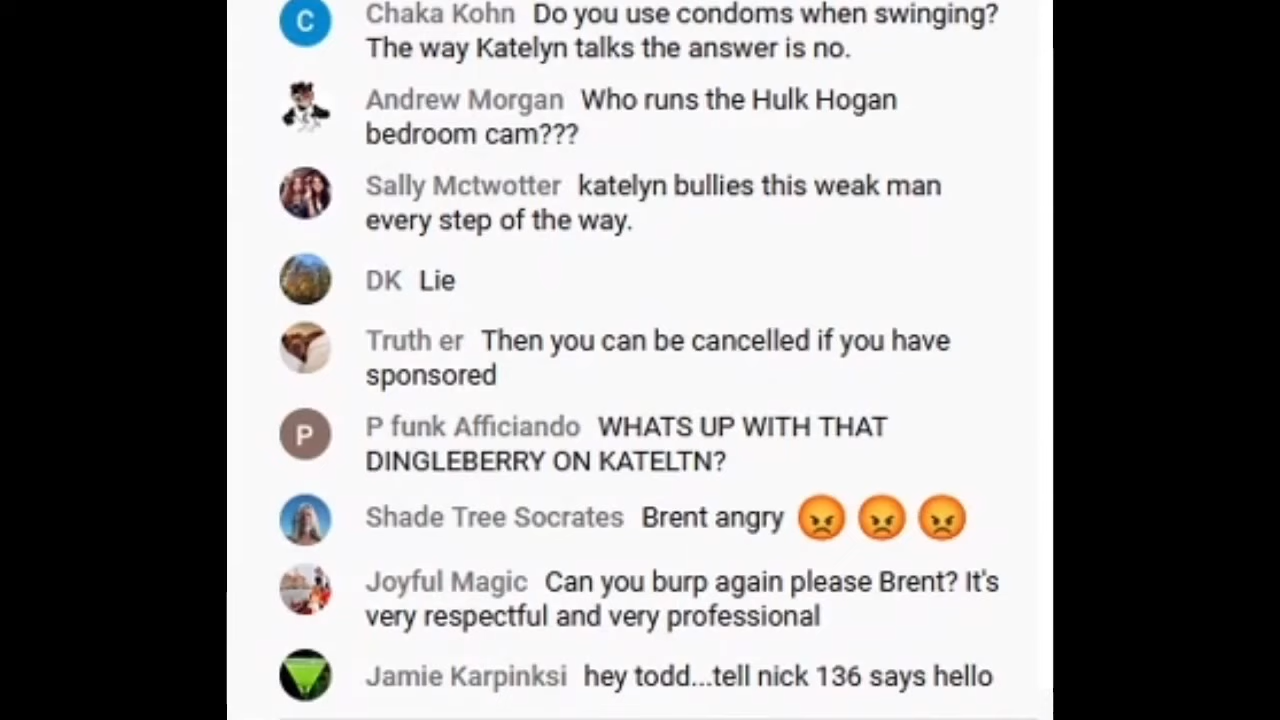 C Chaka Kohn Do you use condoms when swinging?
The way Katelyn talks the answer is no.
Andrew Morgan Who runs the Hulk Hogan
bedroom cam???
Sally Mctwotter katelyn bullies this weak man
every step of the way.
DK Lie
Truth er Then you can be cancelled if you have
sponsored
P P funk Afficiando WHATS UP WITH THAT
DINGLEBERRY ON KATELTN?
Shade Tree Socrates Brent angry 😡 😡 😡
Joyful Magic Can you burp again please Brent? It's
very respectful and very professional
Jamie Karpinksi hey todd...tell nick 136 says hello